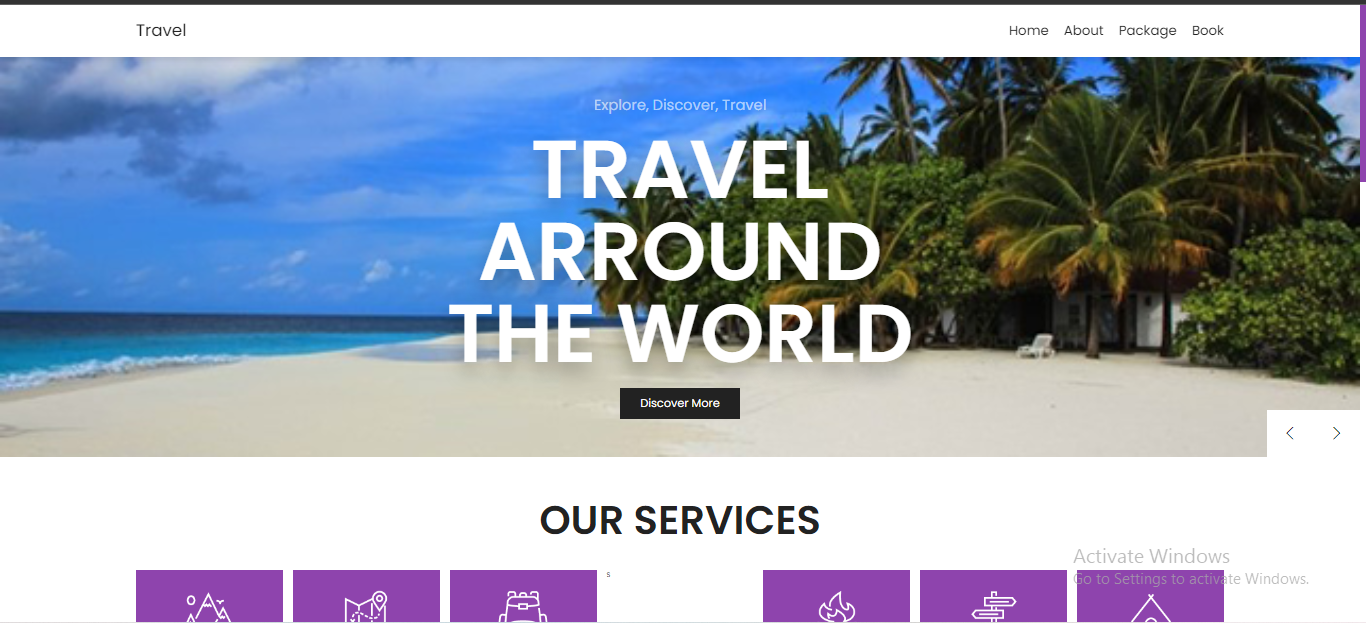 Travel
Home About Package Book
Explore, Discover, Travel
TRAVEL
ARROUND
THE WORLD
Discover More
OUR SERVICES
Activate Windows
Go to Settings to activate Windows.
s